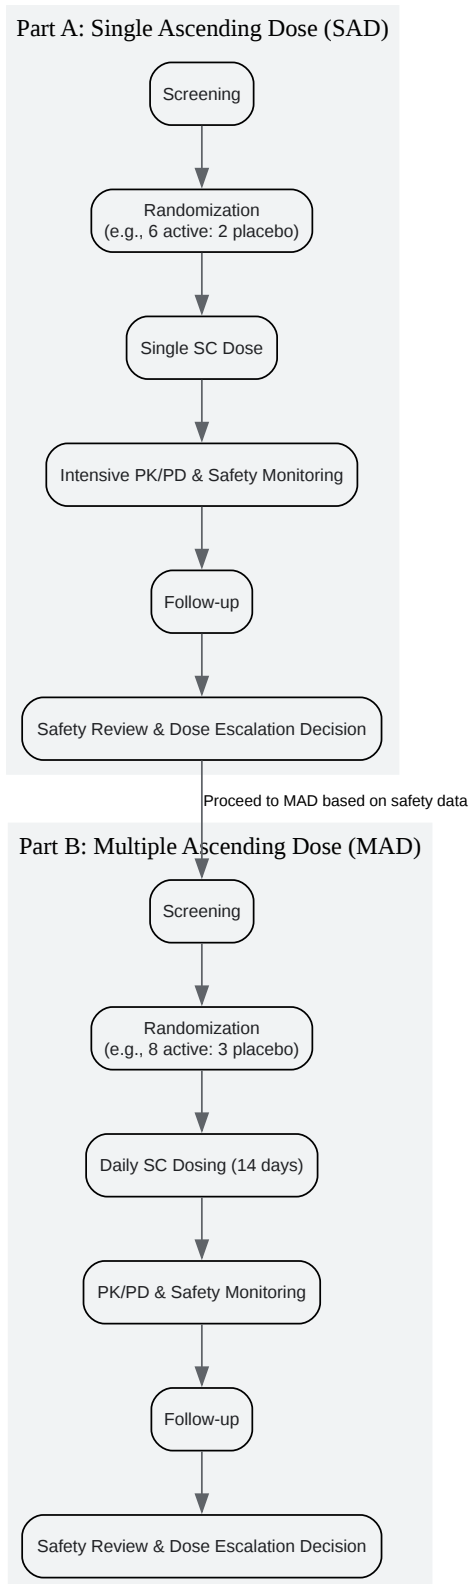 Part A: Single Ascending Dose (SAD)
Screening
Randomization
(e.g., 6 active: 2 placebo)
Single SC Dose
Intensive PK/PD & Safety Monitoring
Follow-up
Safety Review & Dose Escalation Decision
Proceed to MAD based on safety data
Part B: Multiple Ascending Dose (MAD)
Screening
Randomization
(e.g., 8 active: 3 placebo)
Daily SC Dosing (14 days)
PK/PD & Safety Monitoring
Follow-up
Safety Review & Dose Escalation Decision